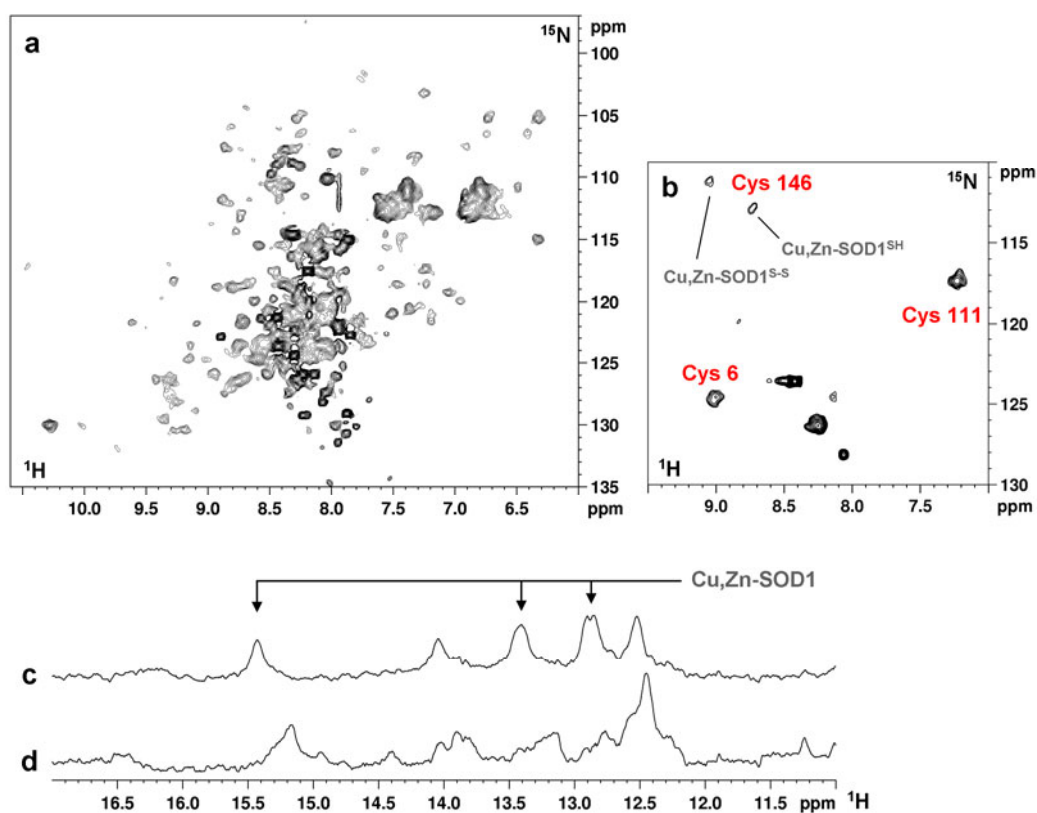 a
¹⁵N
ppm
100
105
110
115
120
125
130
135
¹H
10.0 9.5 9.0 8.5 8.0 7.5 7.0 6.5 ppm
b
Cys 146
¹⁵N
ppm
Cu,Zn-SOD1ˢᴴ
Cu,Zn-SOD1ˢ⁻ˢ
115
Cys 111
120
Cys 6
125
¹H
130
9.0 8.5 8.0 7.5 ppm
Cu,Zn-SOD1
c
d
16.5 16.0 15.5 15.0 14.5 14.0 13.5 13.0 12.5 12.0 11.5 ppm ¹H